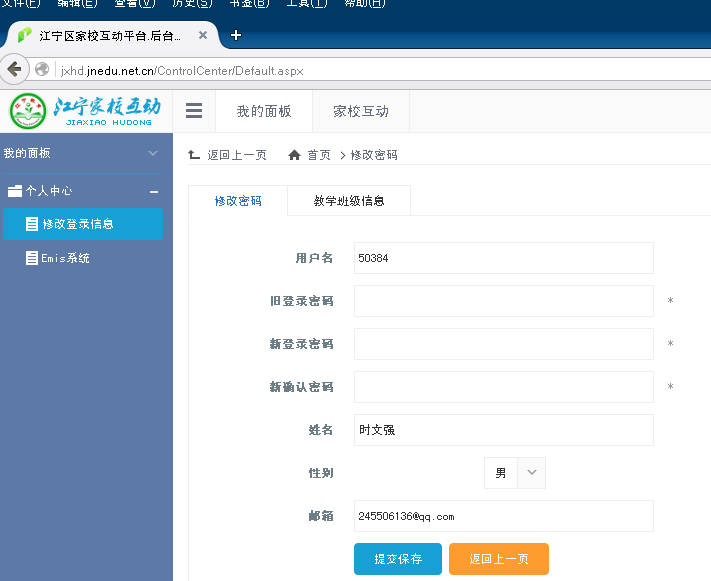 文件(F) 编辑(E) 查看(V) 历史(S) 书签(B) 工具(T) 帮助(H)
江宁区家校互动平台.后台...
jxhd.jnedu.net.cn/ControlCenter/Default.aspx
江宁家校互动
JIAXIAO HUDONG
我的面板 家校互动
我的面板
返回上一页 首页 修改密码
个人中心
修改登录信息
Emis系统
修改密码 教学班级信息
用户名 50384
旧登录密码 *
新登录密码 *
新确认密码 *
姓名 时文强
性别 男
邮箱 245506136@qq.com
提交保存 返回上一页